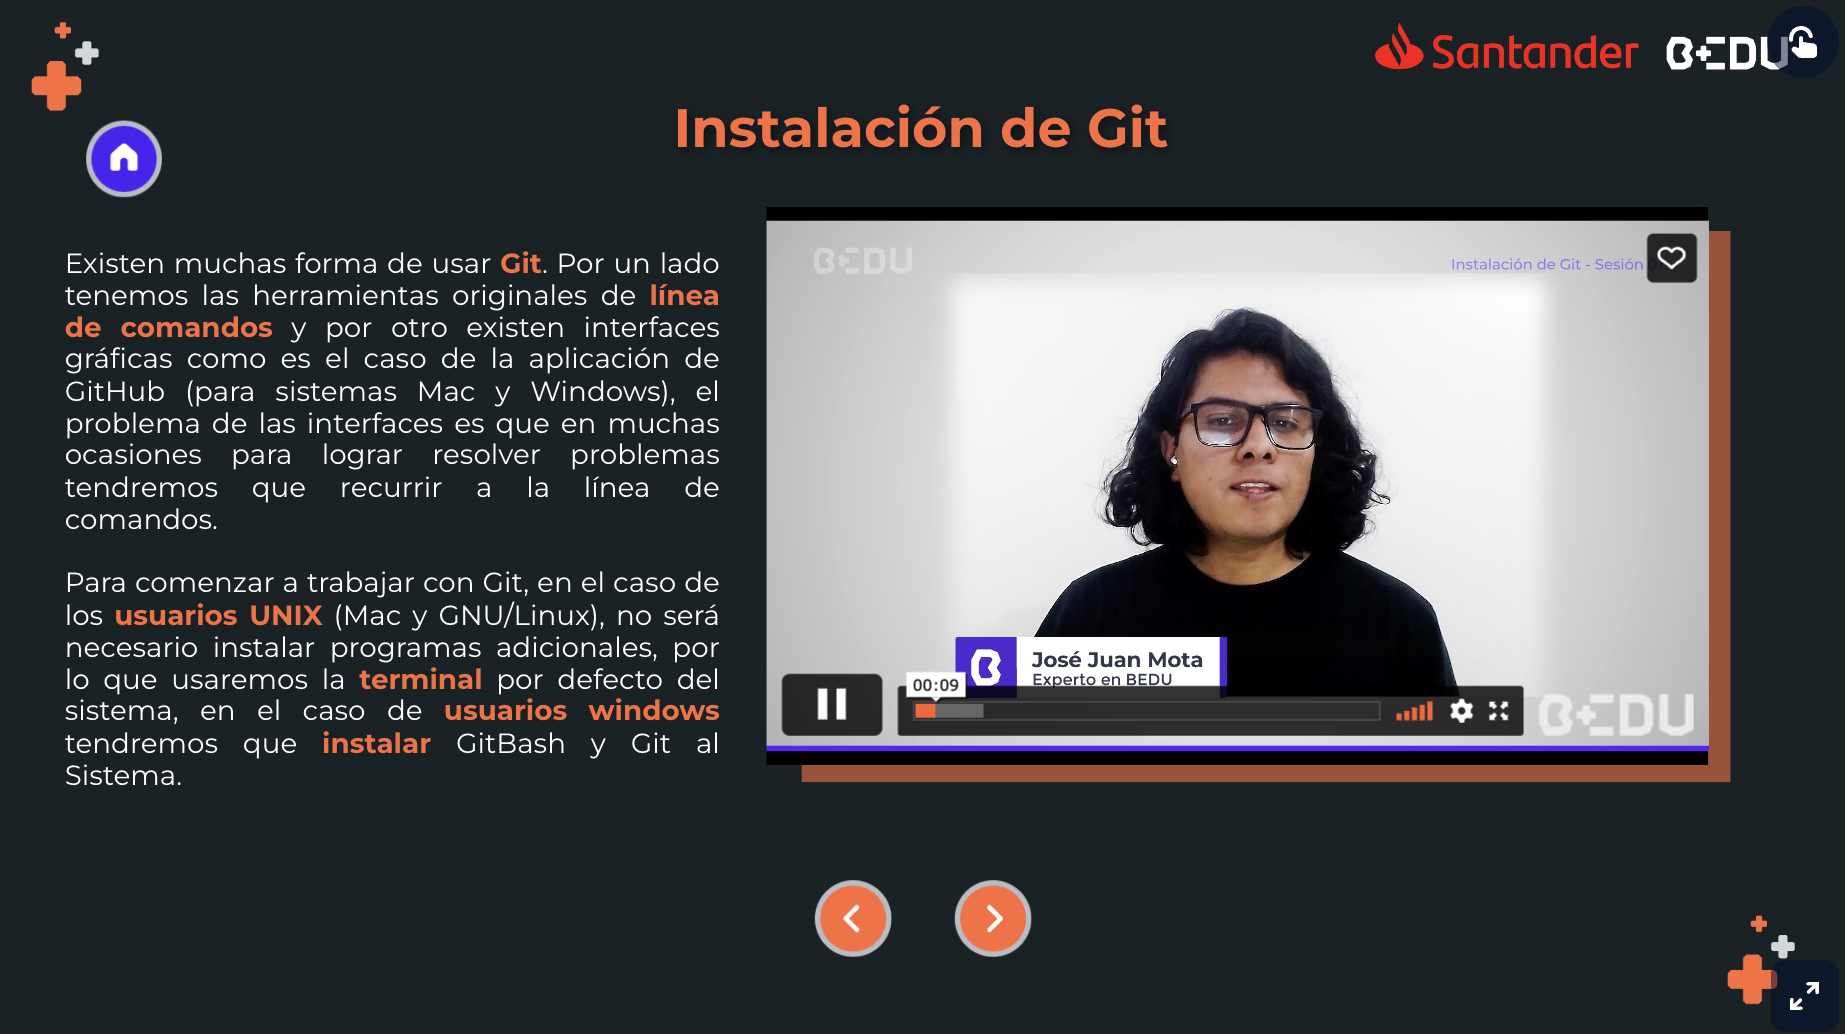 Santander
BEDU
Instalación de Git
Existen muchas forma de usar Git. Por un lado
tenemos las herramientas originales de línea
de comandos y por otro existen interfaces
gráficas como es el caso de la aplicación de
GitHub (para sistemas Mac y Windows), el
problema de las interfaces es que en muchas
ocasiones para lograr resolver problemas
tendremos que recurrir a la línea de
comandos.
Para comenzar a trabajar con Git, en el caso de
los usuarios UNIX (Mac y GNU/Linux), no será
necesario instalar programas adicionales, por
lo que usaremos la terminal por defecto del
sistema, en el caso de usuarios windows
tendremos que instalar GitBash y Git al
Sistema.
BEDU
Instalación de Git - Sesión
José Juan Mota
Experto en BEDU
00:09
BEDU